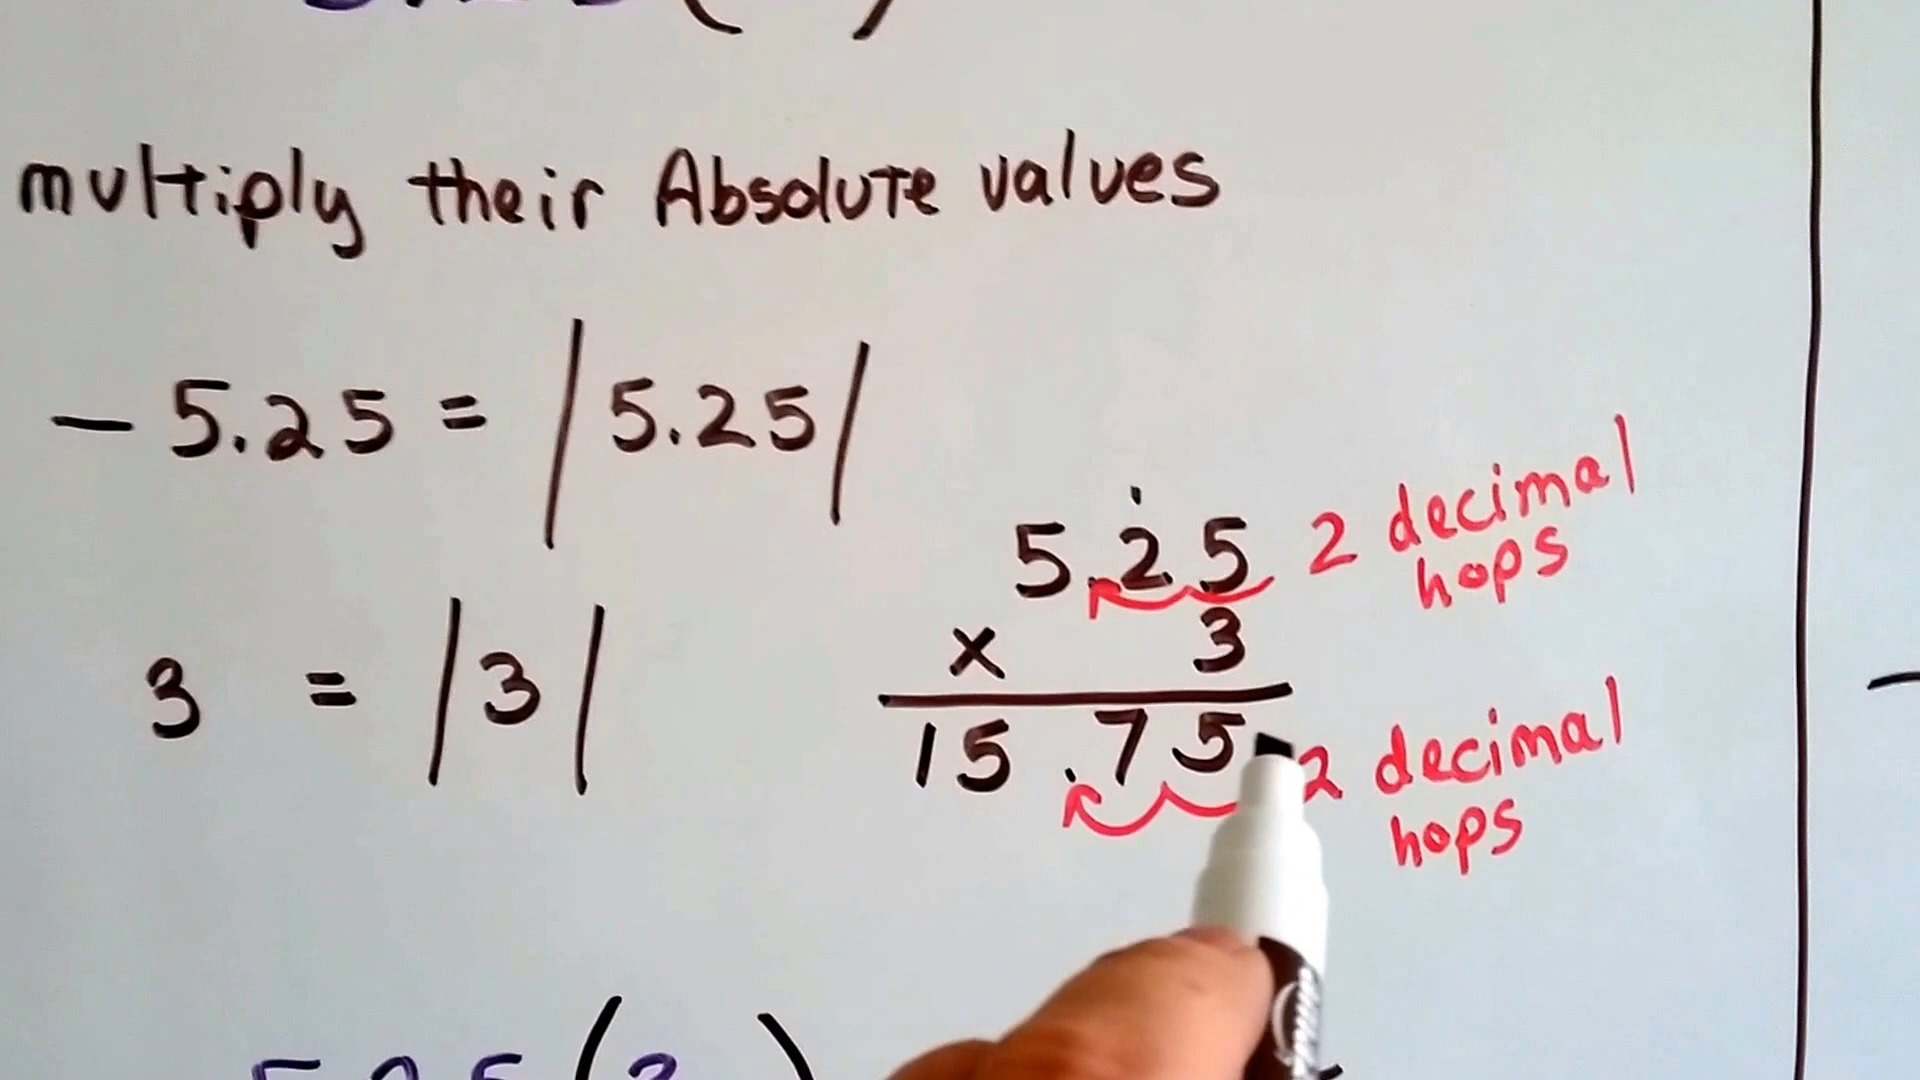 multiply their Absolute values
- 5.25 = |5.25|
5.25 2 decimal
hops
3 = |3|
x 3
15.75 2 decimal
hops